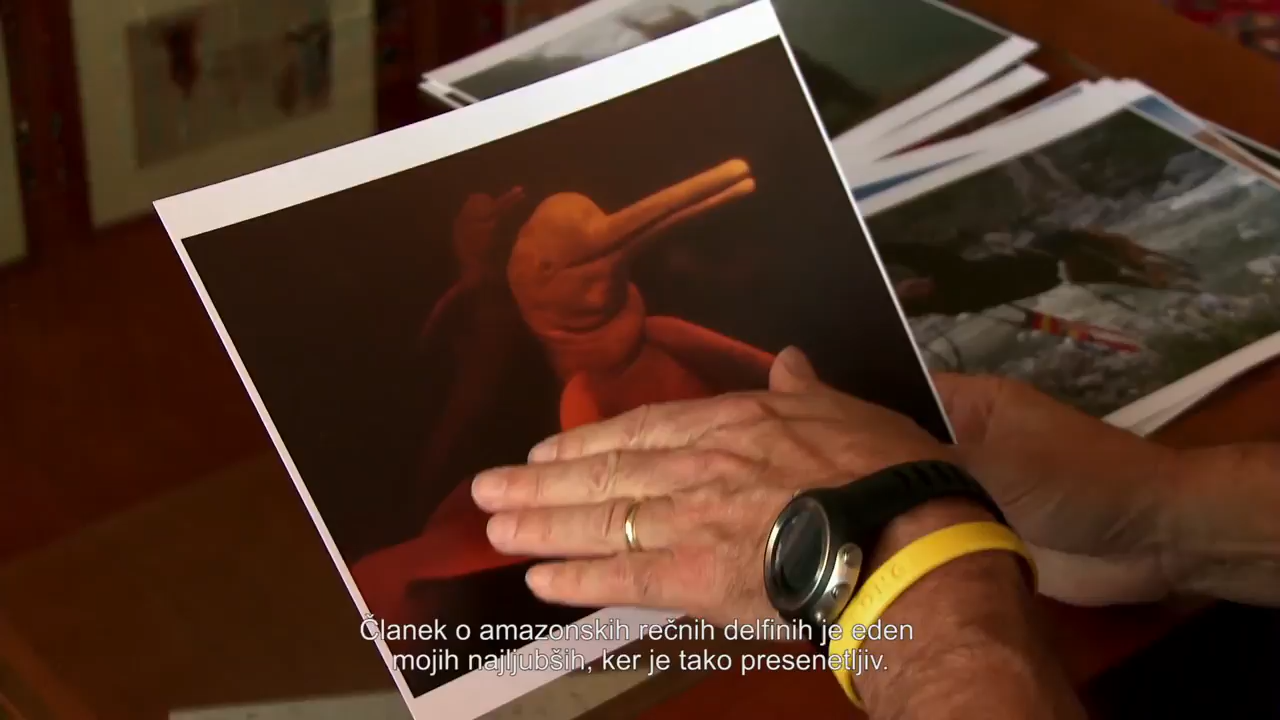 Članek o amazonskih rečnih delfinih je eden
mojih najljubših, ker je tako presenetljiv.